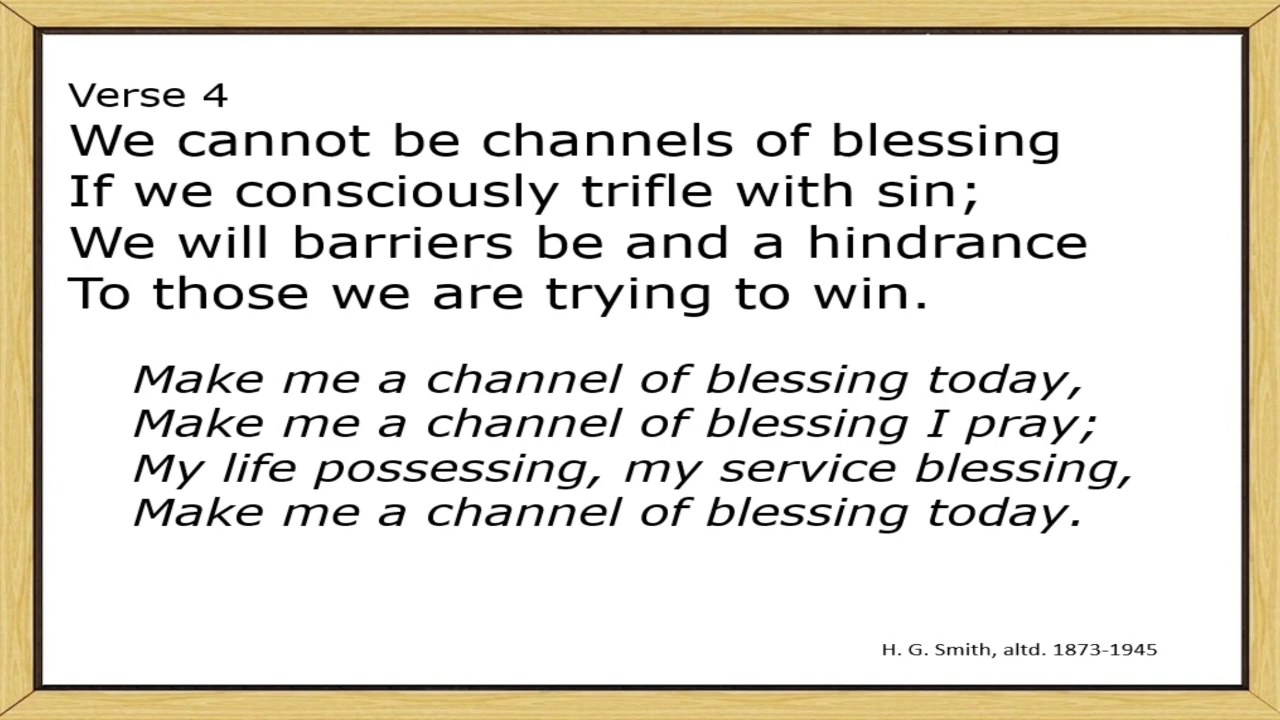 Verse 4
We cannot be channels of blessing
If we consciously trifle with sin;
We will barriers be and a hindrance
To those we are trying to win.
Make me a channel of blessing today,
Make me a channel of blessing I pray;
My life possessing, my service blessing,
Make me a channel of blessing today.
H. G. Smith, altd. 1873-1945